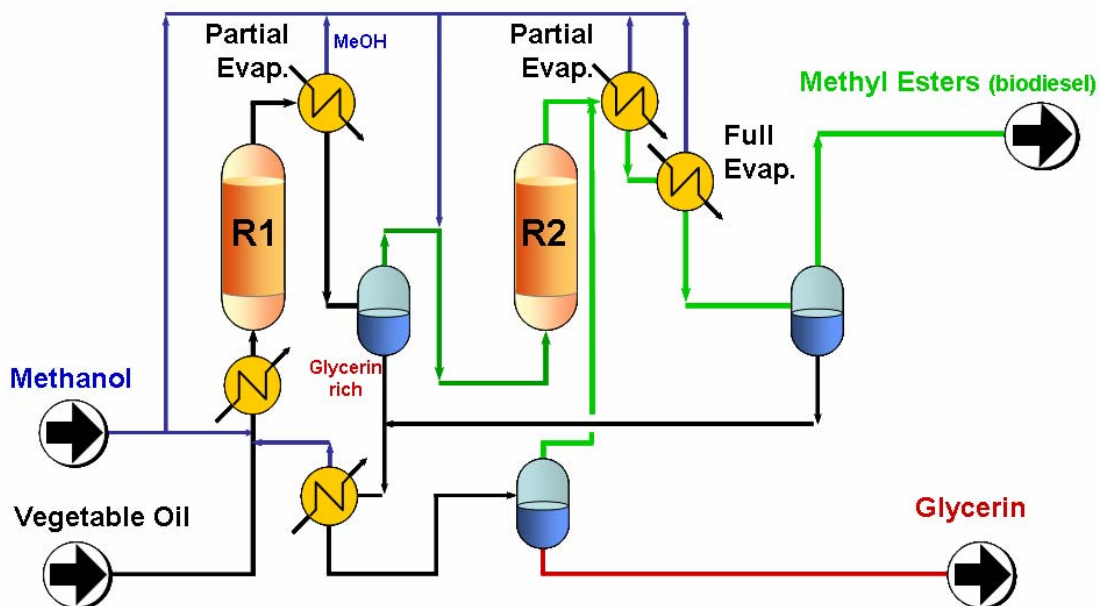 Partial
Evap.
MeOH
Partial
Evap.
Methyl Esters (biodiesel)
Full
Evap.
R1
R2
Glycerin
rich
Methanol
Vegetable Oil
Glycerin